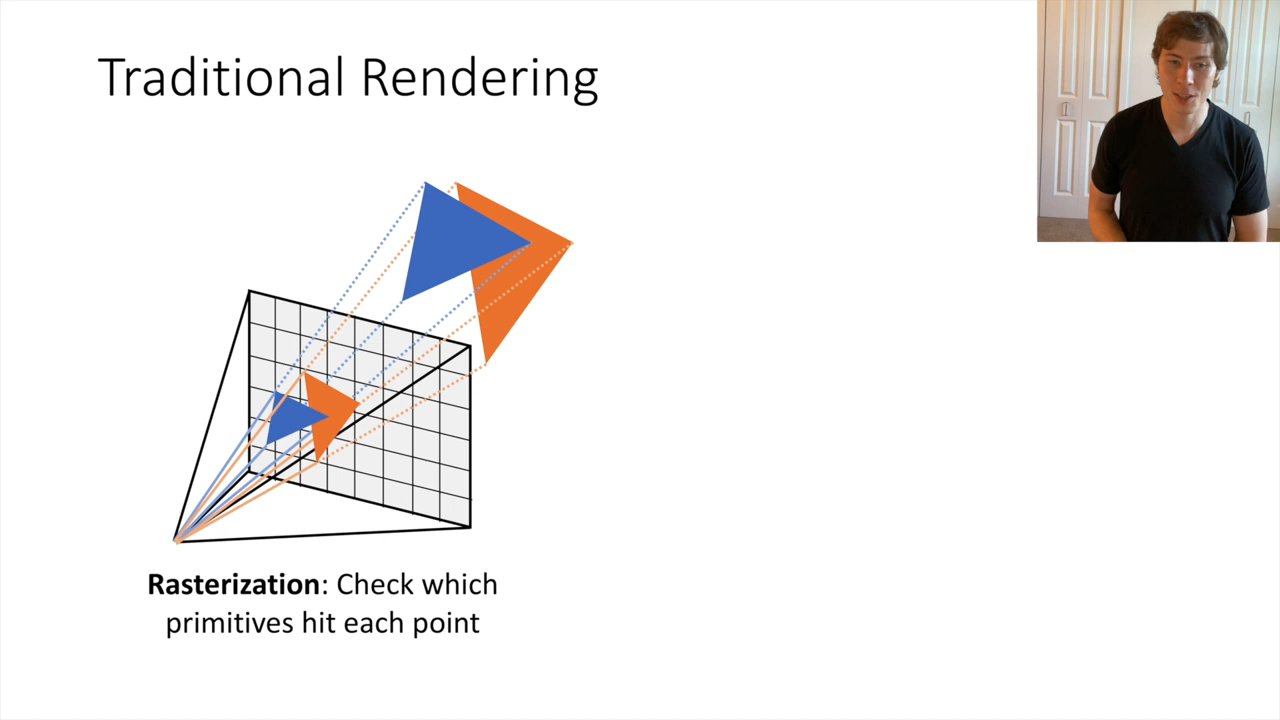 Traditional Rendering
Rasterization: Check which
primitives hit each point